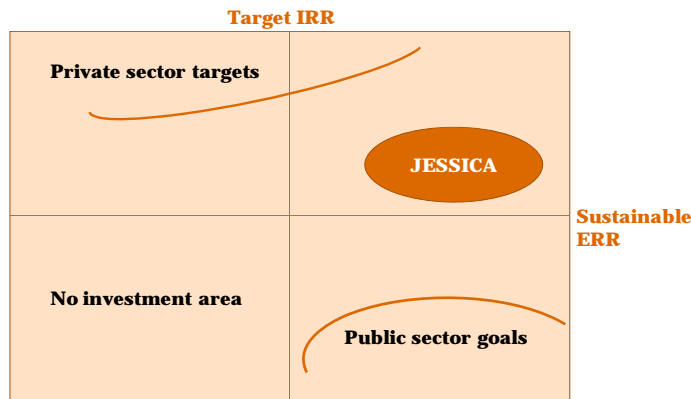 Target IRR
Private sector targets
JESSICA
Sustainable
ERR
No investment area
Public sector goals